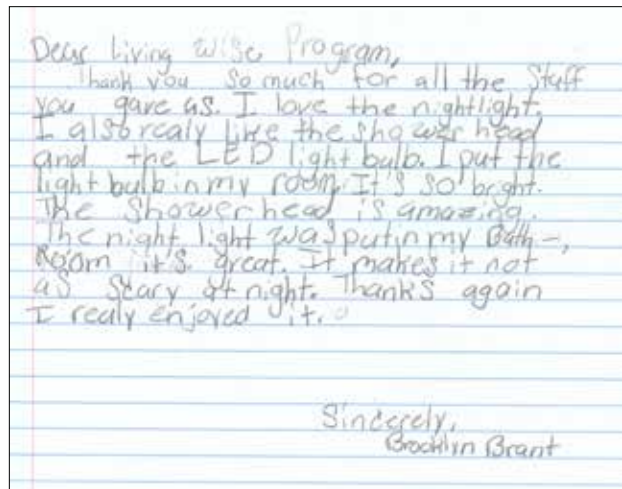 Dear Living Wise Program,
Thank you so much for all the Stuff
you gave us. I love the nightlight,
I also realy like the shower head
and the LED light bulb. I put the
light bulb in my room. It's so bright.
The Showerhead is amazing.
The night light was put in my Bath-,
Room it's great. It makes it not
as scary at night. Thanks again
I realy enjoyed it.
Sincerely,
Brooklyn Brant